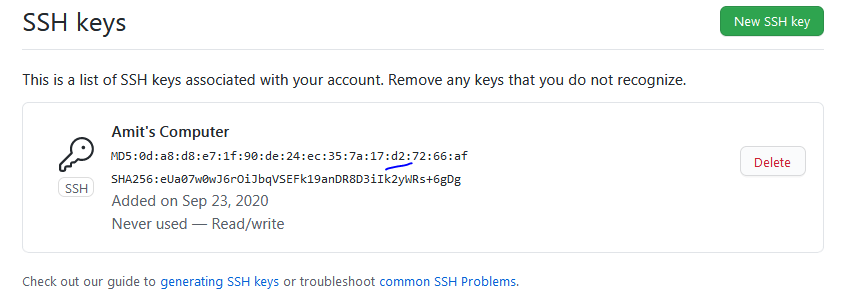 SSH keys
New SSH key
This is a list of SSH keys associated with your account. Remove any keys that you do not recognize.
Amit's Computer
MD5:0d:a8:d8:e7:1f:90:de:24:ec:35:7a:17:d2:72:66:af
SHA256:eUa07w0wJ6rOiJbqVSEFk19anDR8D3iIk2yWRs+6gDg
Added on Sep 23, 2020
Never used — Read/write
SSH
Delete
Check out our guide to generating SSH keys or troubleshoot common SSH Problems.